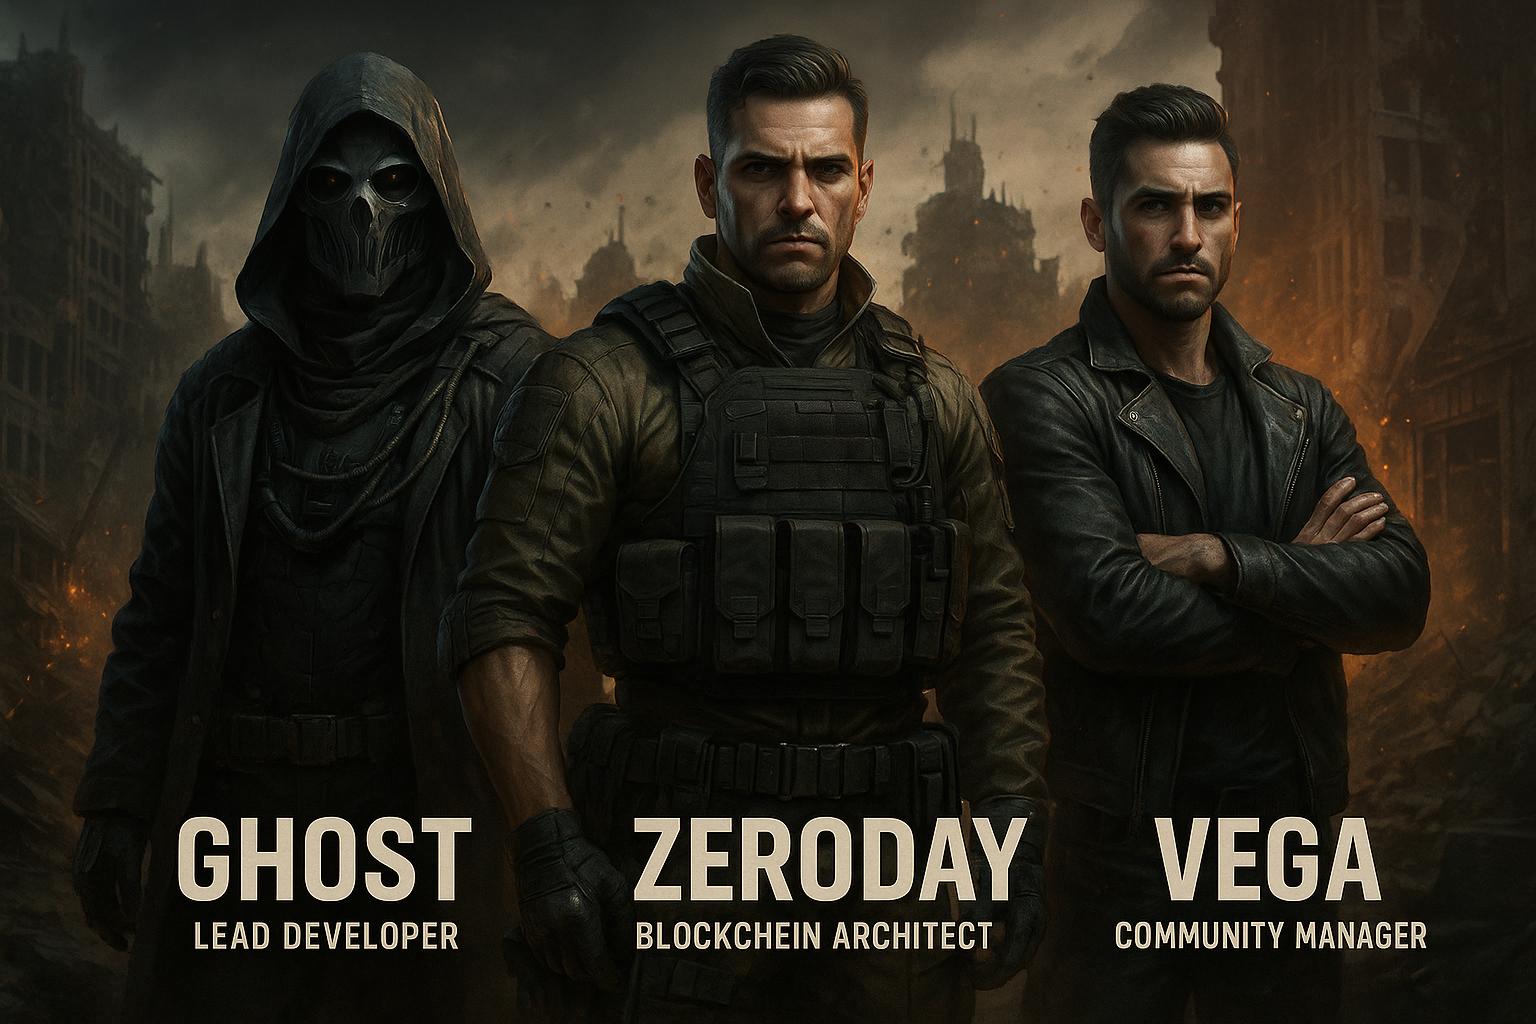 GHOST
LEAD DEVELOPER
ZERODAY
BLOCKCHEIN ARCHITECT
VEGA
COMMUNITY MANAGER